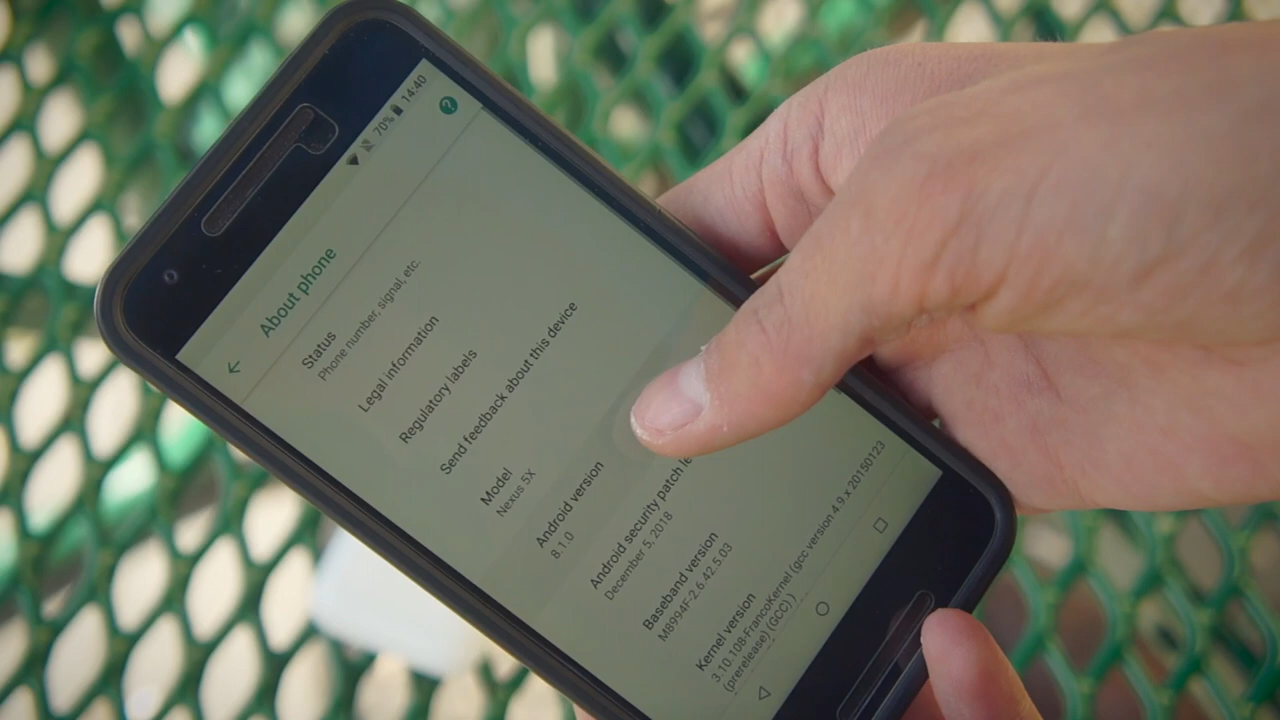 70% 14:40
?
About phone
Status
Phone number, signal, etc.
Legal information
Regulatory labels
Send feedback about this device
Model
Nexus 5X
Android version
8.1.0
Android security patch le
December 5, 2018
Baseband version
M8994F-2.6.42.5.03
Kernel version
3.10.108-FrancoKernel (gcc version 4.9.x 20150123
(prerelease) (GCC) )